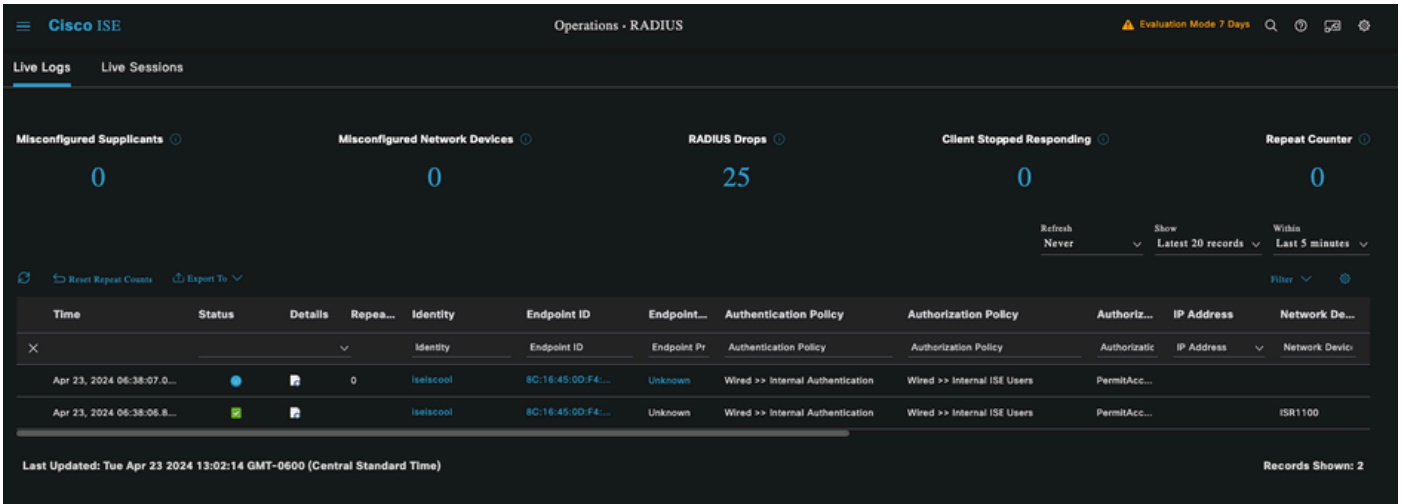 Cisco ISE
Operations · RADIUS
Evaluation Mode 7 Days
Live Logs Live Sessions
Misconfigured Supplicants Misconfigured Network Devices RADIUS Drops Client Stopped Responding Repeat Counter
0 0 25 0 0
Refresh Show Within
Never Latest 20 records Last 5 minutes
Reset Repeat Counts Export To Filter
Time Status Details Repea... Identity Endpoint ID Endpoint... Authentication Policy Authorization Policy Authoriz... IP Address Network De...
Identity Endpoint ID Endpoint Pr Authentication Policy Authorization Policy Authorizatic IP Address Network Device
Apr 23, 2024 06:38:07.0... 0 iseiscool 8C:16:45:0D:F4:... Unknown Wired >> Internal Authentication Wired >> Internal ISE Users PermitAcc...
Apr 23, 2024 06:38:06.8... iseiscool 8C:16:45:0D:F4:... Unknown Wired >> Internal Authentication Wired >> Internal ISE Users PermitAcc... ISR1100
Last Updated: Tue Apr 23 2024 13:02:14 GMT-0600 (Central Standard Time) Records Shown: 2